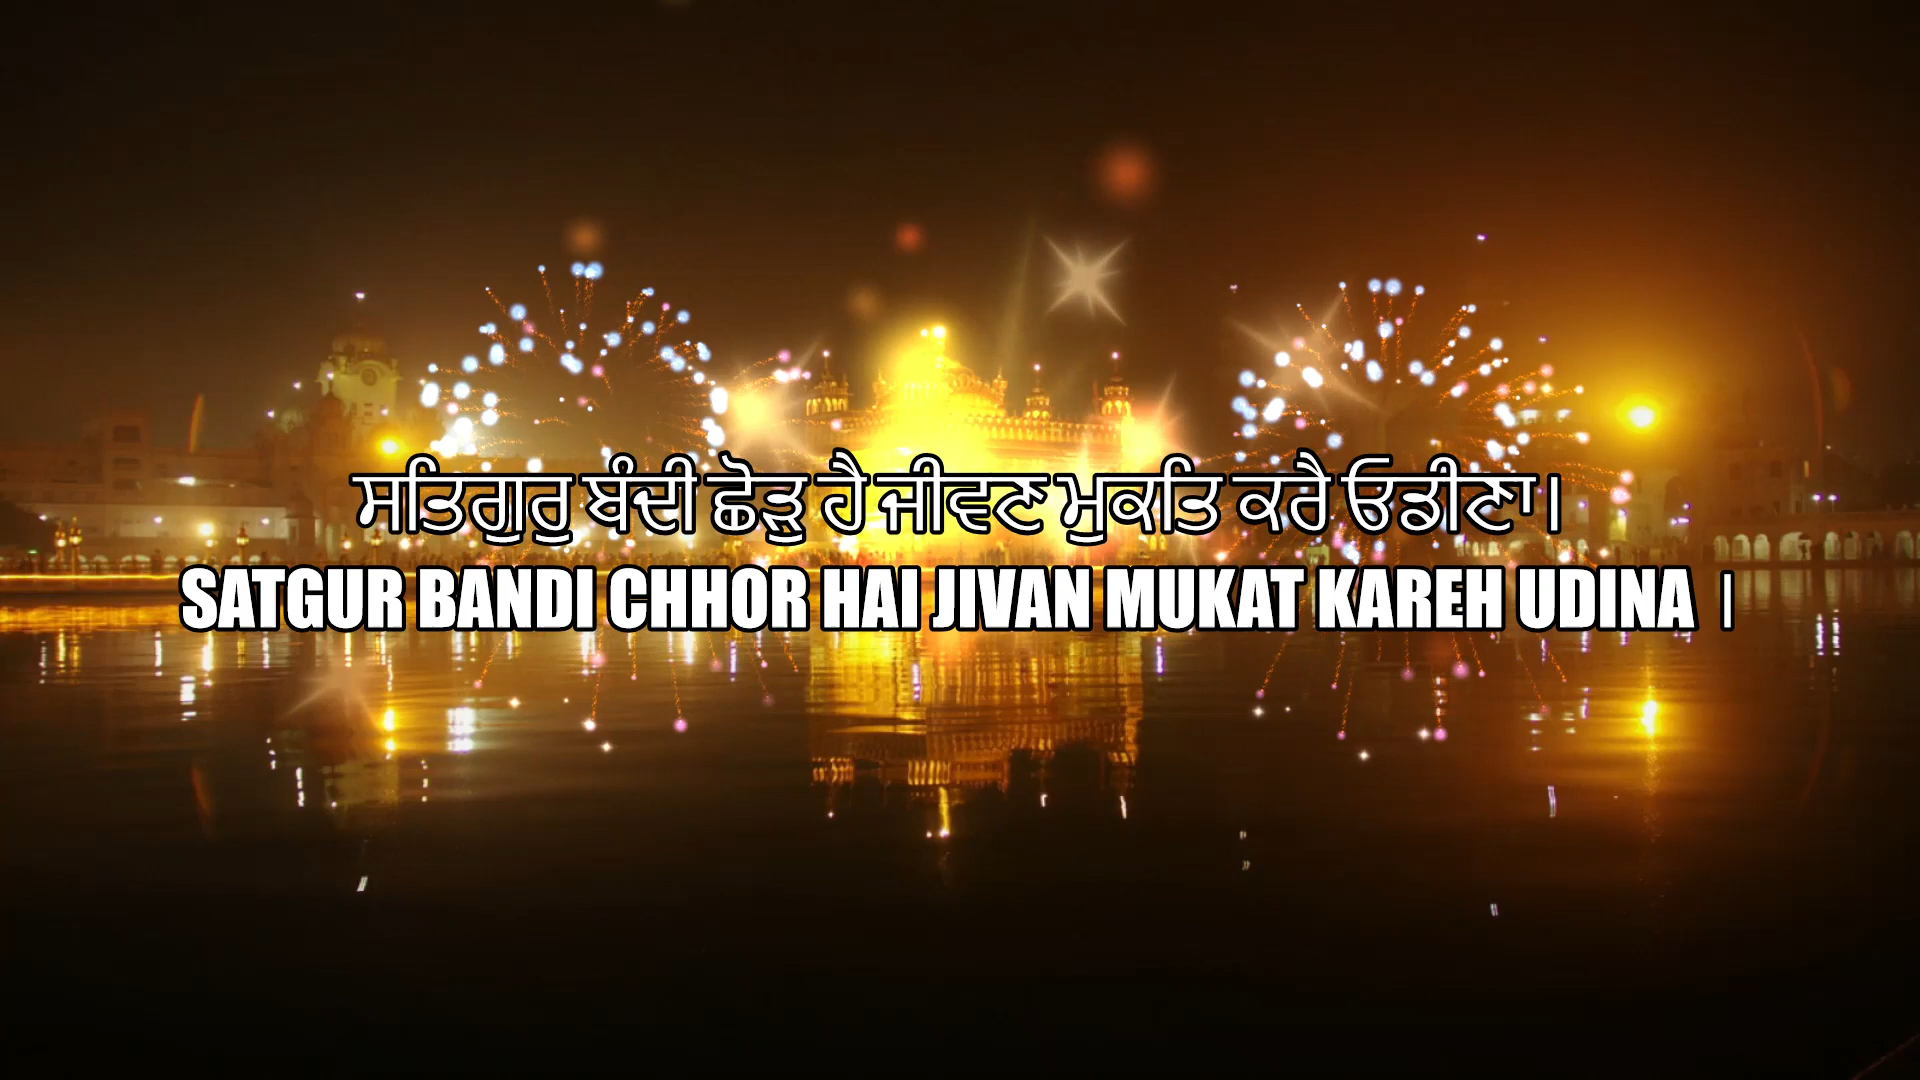 ਸਤਿਗੁਰੁ ਬੰਦੀ ਛੋੜੁ ਹੈ ਜੀਵਣ ਮੁਕਤਿ ਕਰੈ ਓਡੀਣਾ।
SATGUR BANDI CHHOR HAI JIVAN MUKAT KAREH UDINA ।